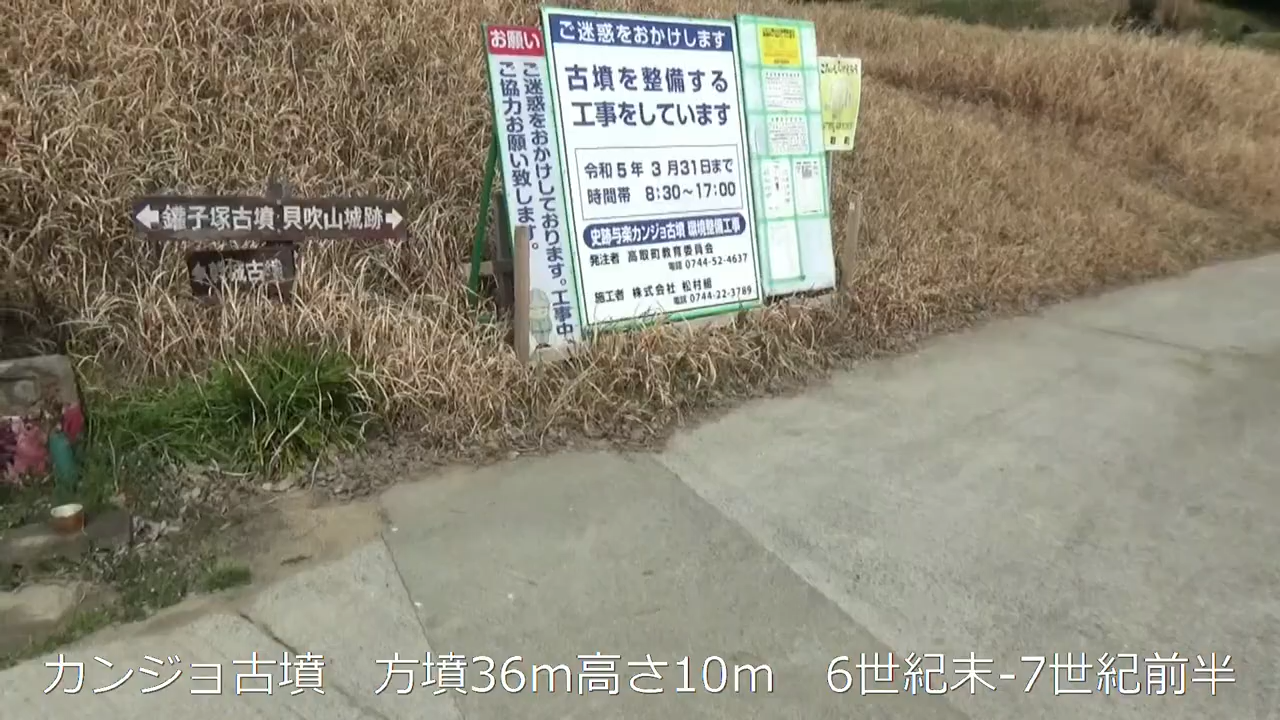 お願い
ご迷惑をおかけしております。工事中、
ご協力お願い致します。
ご迷惑をおかけします
古墳を整備する
工事をしています
令和5年 3月31日まで
時間帯 8:30～17:00
史跡与楽カンジョ古墳 環境整備工事
発注者 高取町教育委員会
電話 0744-52-4637
施工者 株式会社 松村組
電話 0744-22-3789
罐子塚古墳 貝吹山城跡
古墳
カンジョ古墳 方墳36m高さ10m 6世紀末-7世紀前半